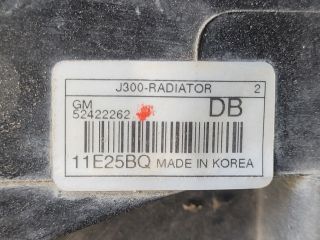 J300-RADIATOR 2
GM
52422262 DB
11E25BQ MADE IN KOREA